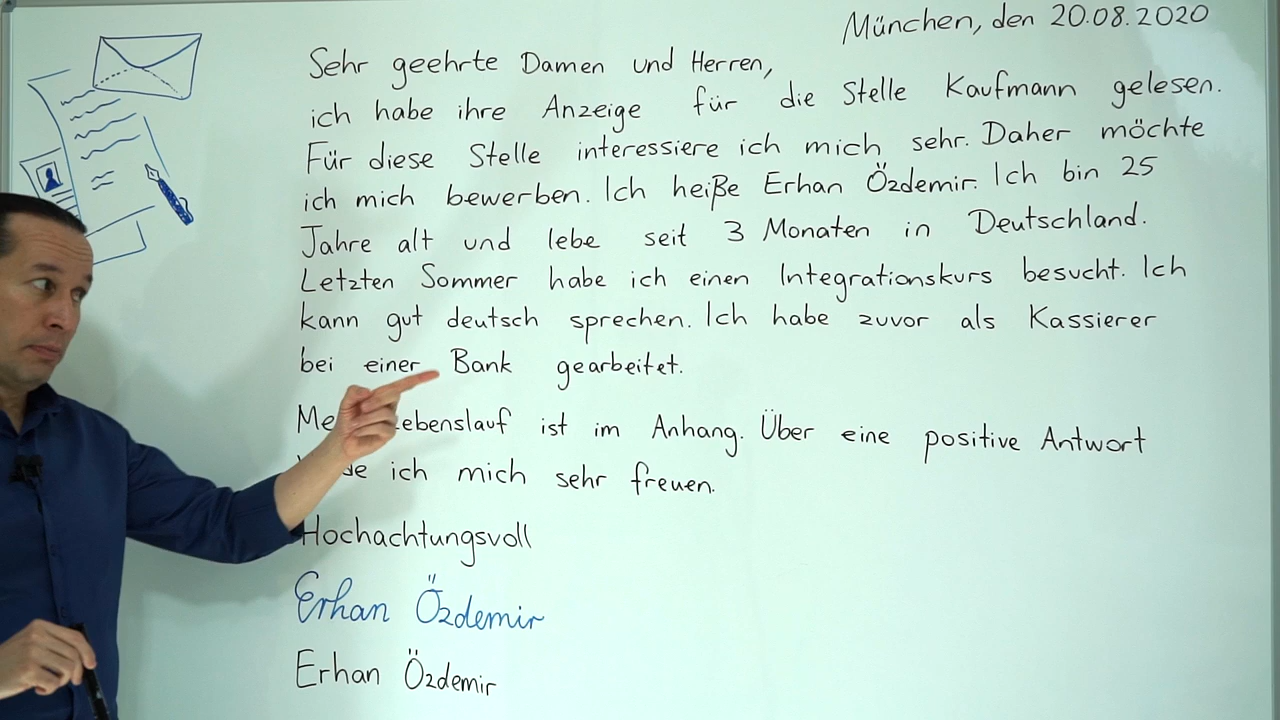 München, den 20.08.2020
Sehr geehrte Damen und Herren,
ich habe ihre Anzeige für die Stelle Kaufmann gelesen.
Für diese Stelle interessiere ich mich sehr. Daher möchte
ich mich bewerben. Ich heiße Erhan Özdemir. Ich bin 25
Jahre alt und lebe seit 3 Monaten in Deutschland.
Letzten Sommer habe ich einen Integrationskurs besucht. Ich
kann gut deutsch sprechen. Ich habe zuvor als Kassierer
bei einer Bank gearbeitet.
ist im Anhang. Über eine positive Antwort
ich mich sehr freuen.
Hochachtungsvoll
Erhan Özdemir
Erhan Özdemir